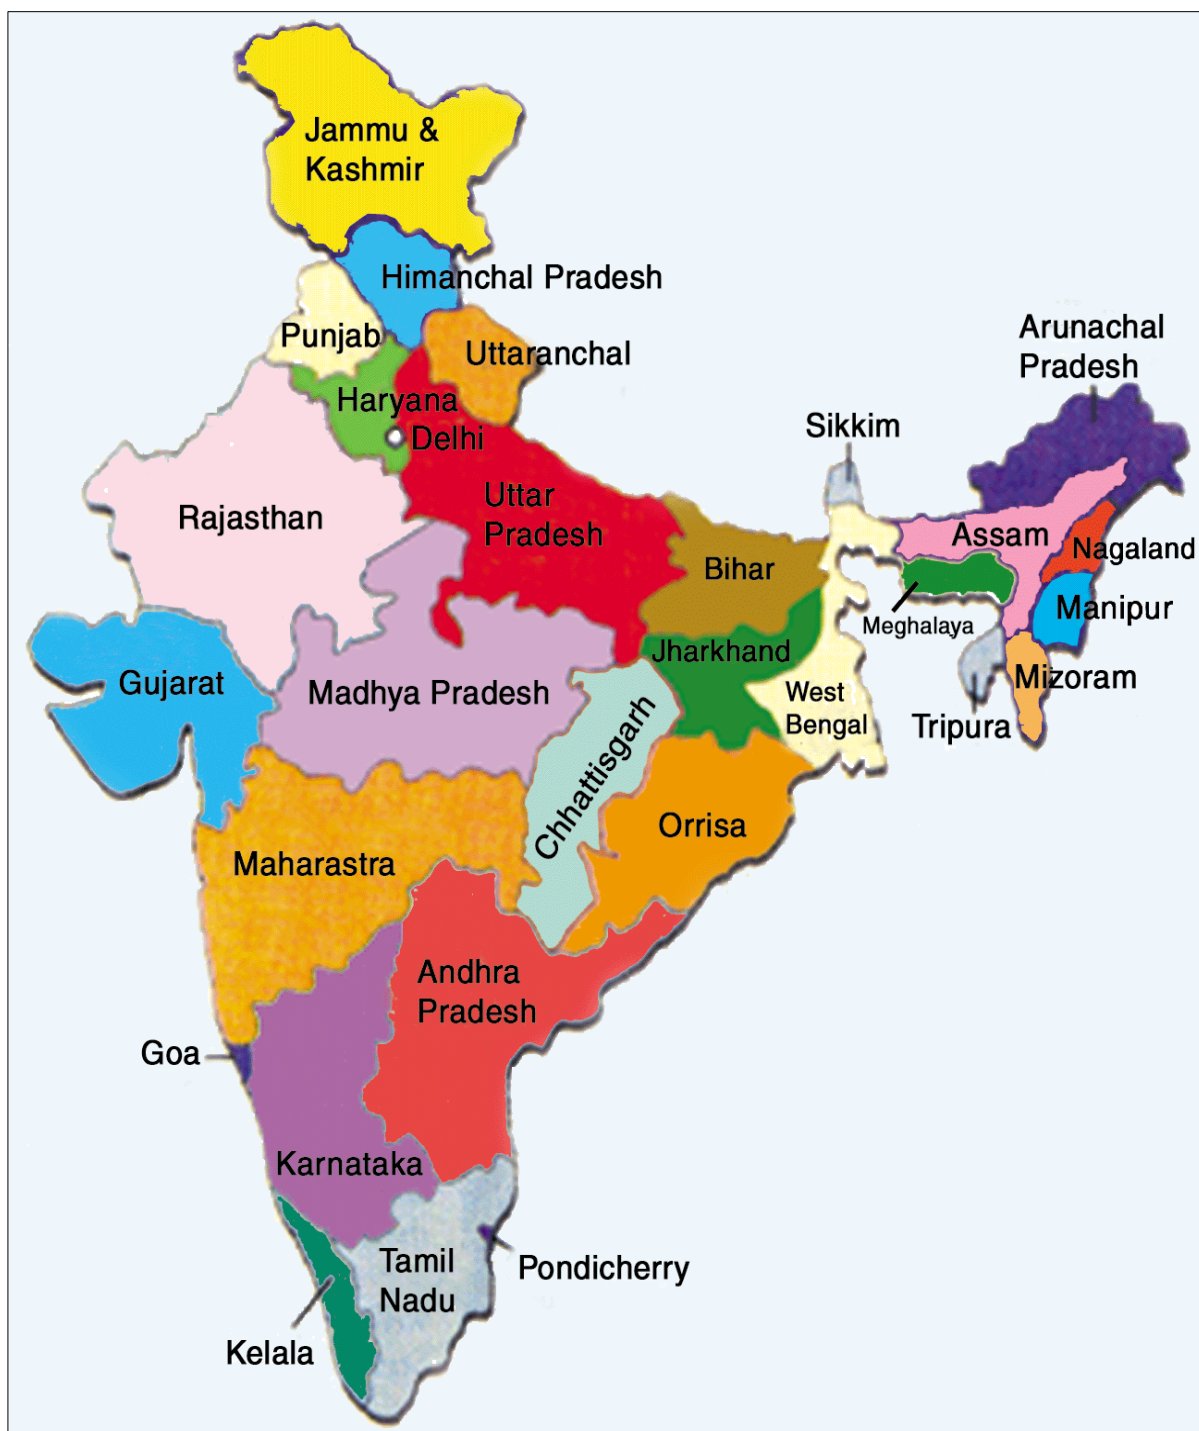 Jammu &
Kashmir
Himanchal Pradesh
Punjab
Uttaranchal
Arunachal
Pradesh
Haryana
Delhi
Sikkim
Rajasthan
Uttar
Pradesh
Assam
Nagaland
Bihar
Manipur
Meghalaya
Jharkhand
Gujarat
Madhya Pradesh
West
Bengal
Mizoram
Tripura
Chhattisgarh
Orrisa
Maharastra
Andhra
Pradesh
Goa
Karnataka
Tamil
Nadu
Pondicherry
Kelala